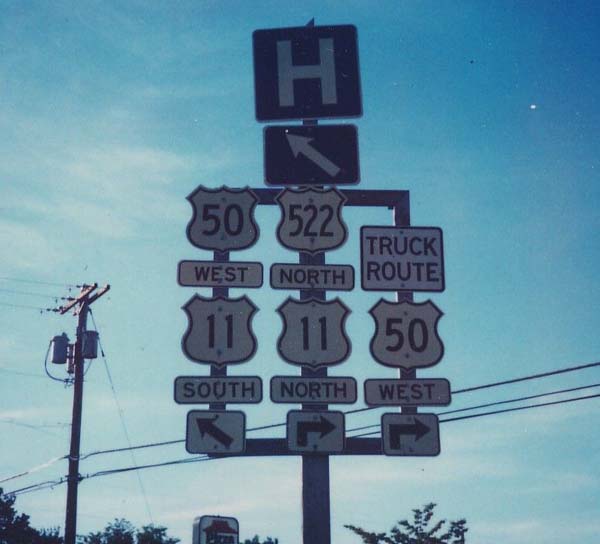 H
50 522
WEST NORTH TRUCK
ROUTE
11 11 50
SOUTH NORTH WEST